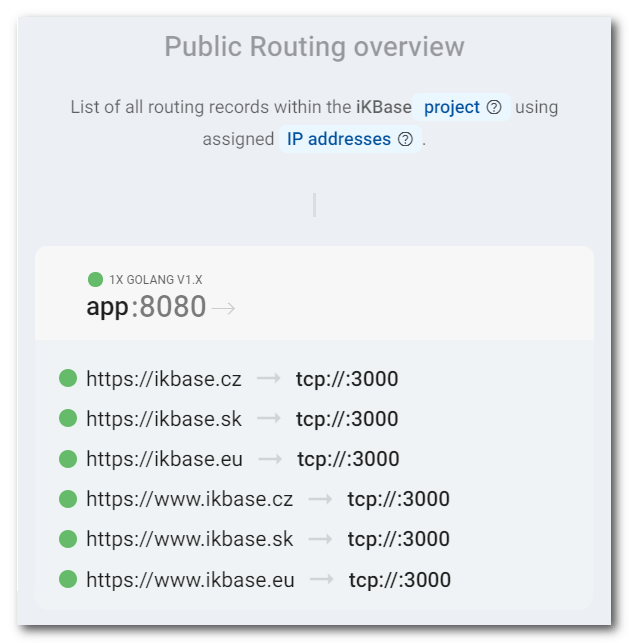 Public Routing overview
List of all routing records within the iKBase project ? using
assigned IP addresses ? .
1X GOLANG V1.X
app:8080 →
https://ikbase.cz → tcp://:3000
https://ikbase.sk → tcp://:3000
https://ikbase.eu → tcp://:3000
https://www.ikbase.cz → tcp://:3000
https://www.ikbase.sk → tcp://:3000
https://www.ikbase.eu → tcp://:3000